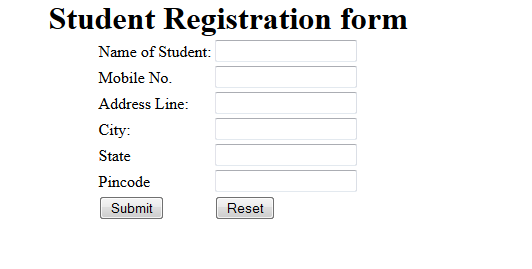 Student Registration form
Name of Student:
Mobile No.
Address Line:
City:
State
Pincode
Submit Reset